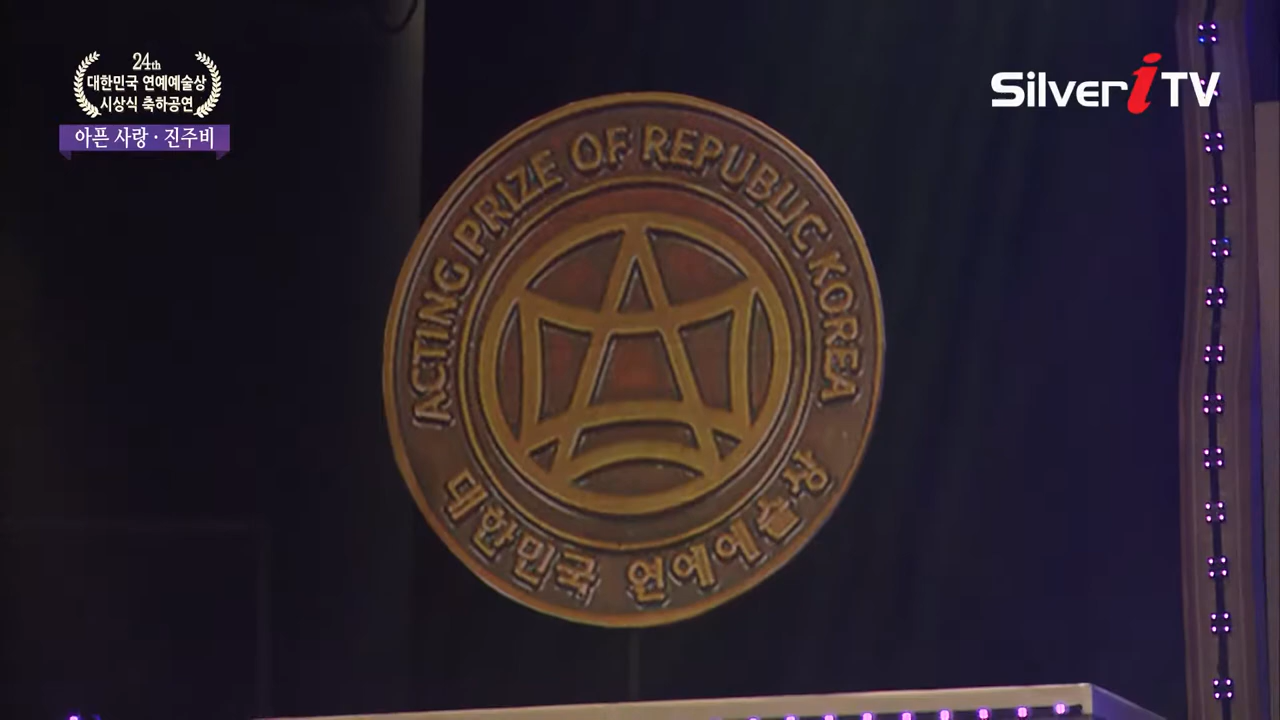 24th
대한민국 연예예술상
시상식 축하공연
아픈 사랑 · 진주비
Silver i TV
ACTING PRIZE OF REPUBLIC KOREA
대한민국 연예예술상